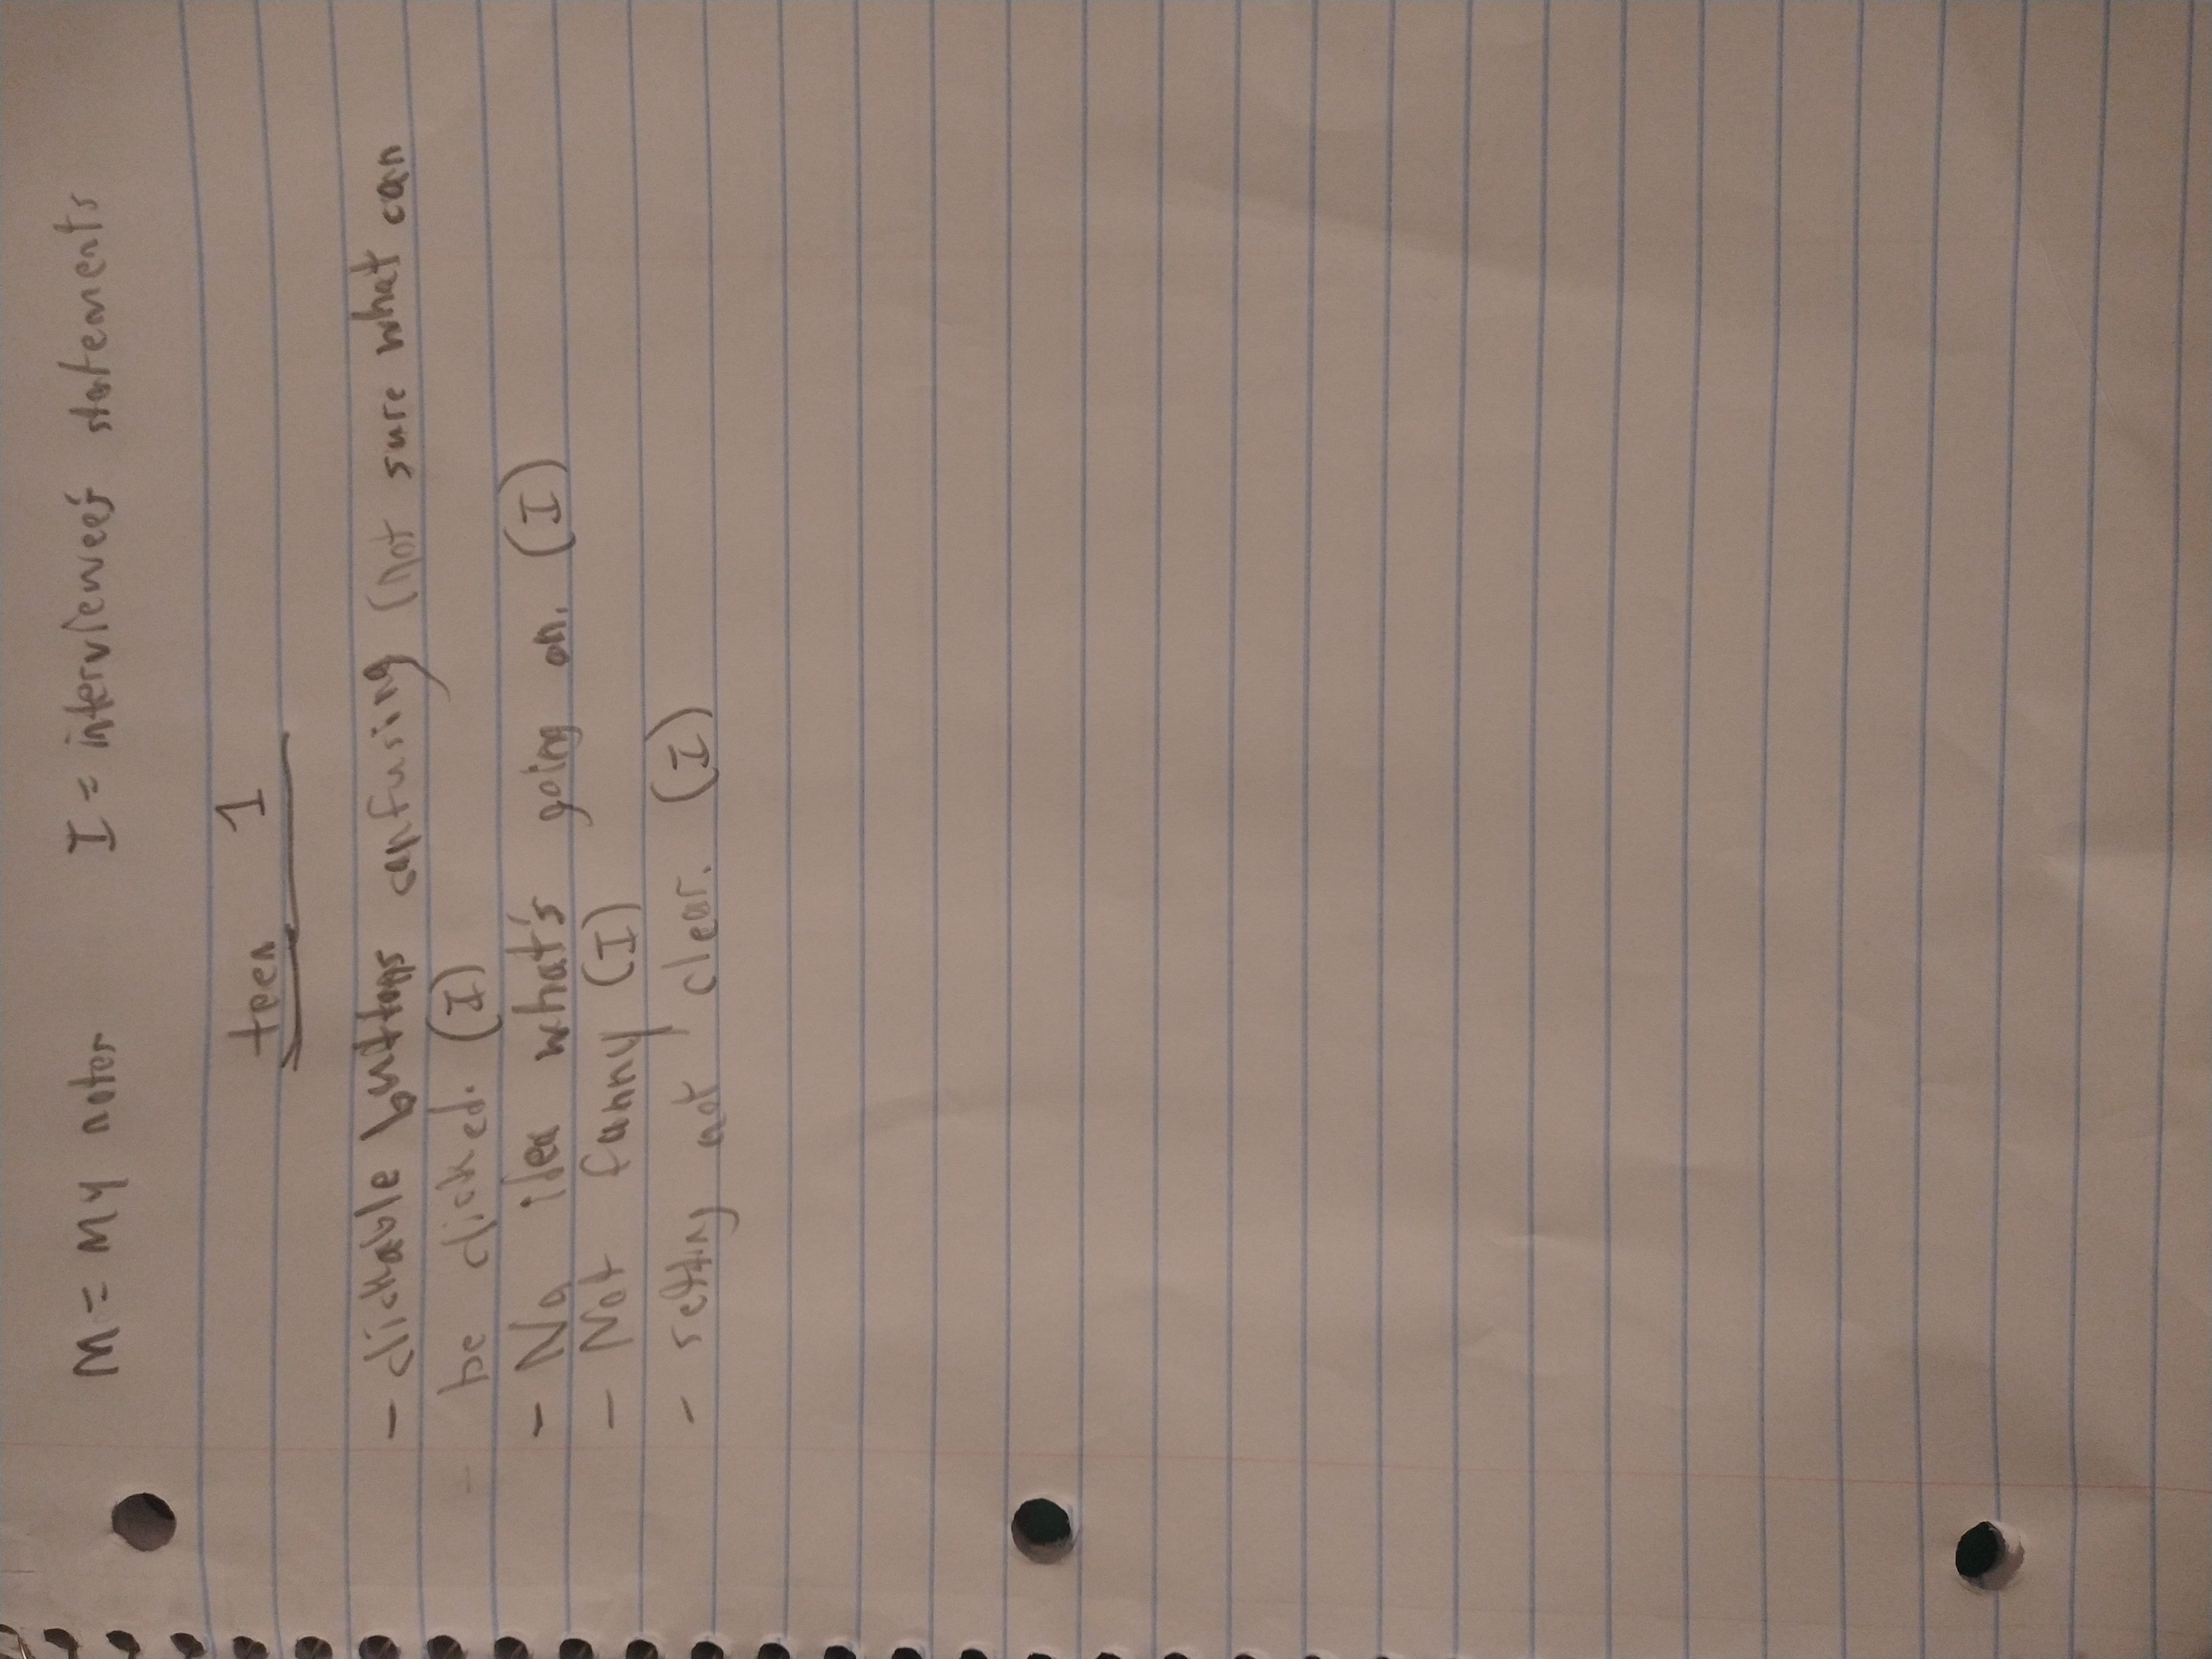 M = My notes I = interviewee's statements
teen 1
- clickable buttons confusing (not sure what can
be clicked. (I)
- No idea what's going on. (I)
- Not funny (I)
- setting not clear. (I)